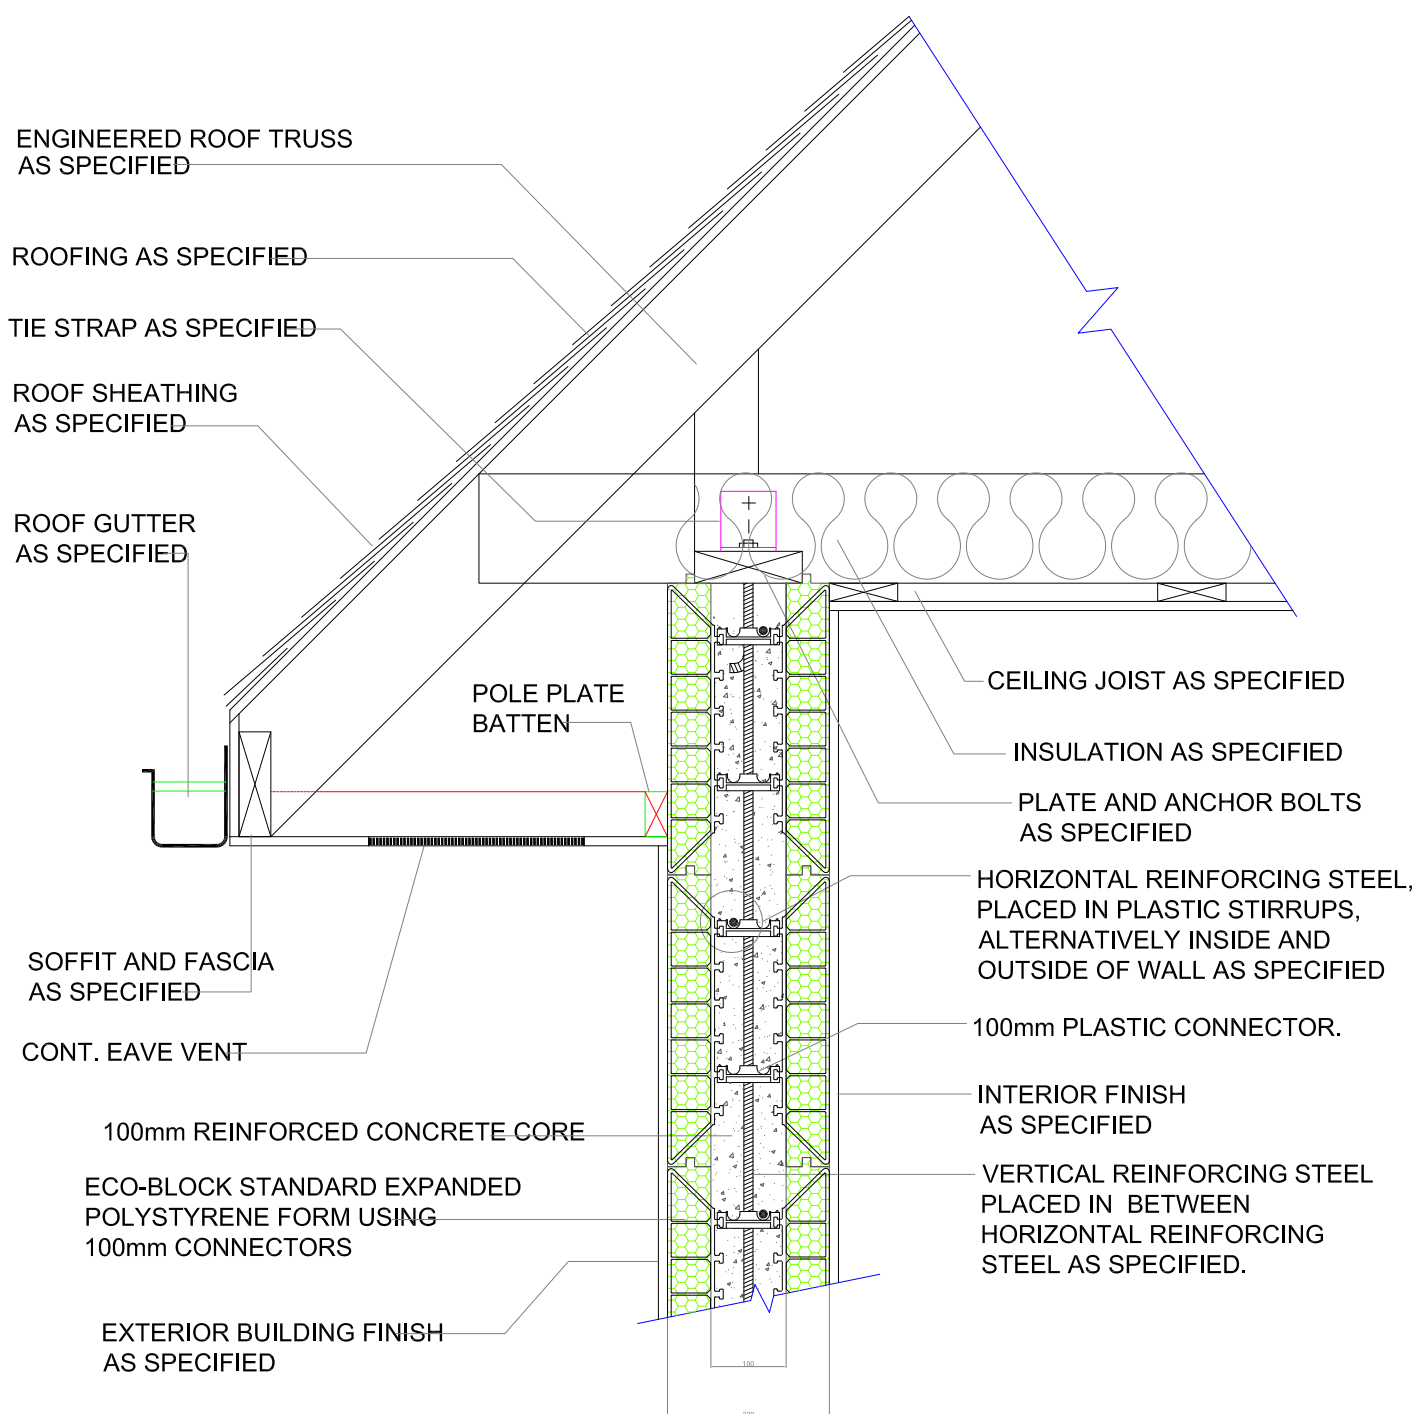 ENGINEERED ROOF TRUSS
AS SPECIFIED
ROOFING AS SPECIFIED
TIE STRAP AS SPECIFIED
ROOF SHEATHING
AS SPECIFIED
ROOF GUTTER
AS SPECIFIED
POLE PLATE
BATTEN
SOFFIT AND FASCIA
AS SPECIFIED
CONT. EAVE VENT
100mm REINFORCED CONCRETE CORE
ECO-BLOCK STANDARD EXPANDED
POLYSTYRENE FORM USING
100mm CONNECTORS
EXTERIOR BUILDING FINISH
AS SPECIFIED
CEILING JOIST AS SPECIFIED
INSULATION AS SPECIFIED
PLATE AND ANCHOR BOLTS
AS SPECIFIED
HORIZONTAL REINFORCING STEEL,
PLACED IN PLASTIC STIRRUPS,
ALTERNATIVELY INSIDE AND
OUTSIDE OF WALL AS SPECIFIED
100mm PLASTIC CONNECTOR.
INTERIOR FINISH
AS SPECIFIED
VERTICAL REINFORCING STEEL
PLACED IN BETWEEN
HORIZONTAL REINFORCING
STEEL AS SPECIFIED.
100